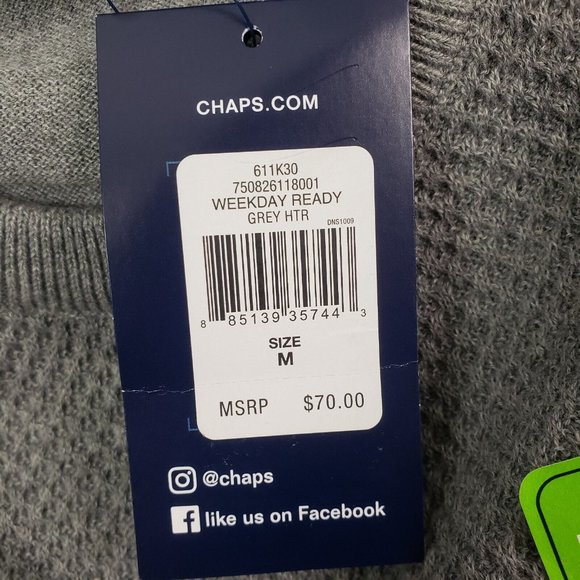 CHAPS.COM
611K30
750826118001
WEEKDAY READY
GREY HTR
DNS1009
8 85139 35744 3
SIZE
M
MSRP $70.00
@chaps
like us on Facebook